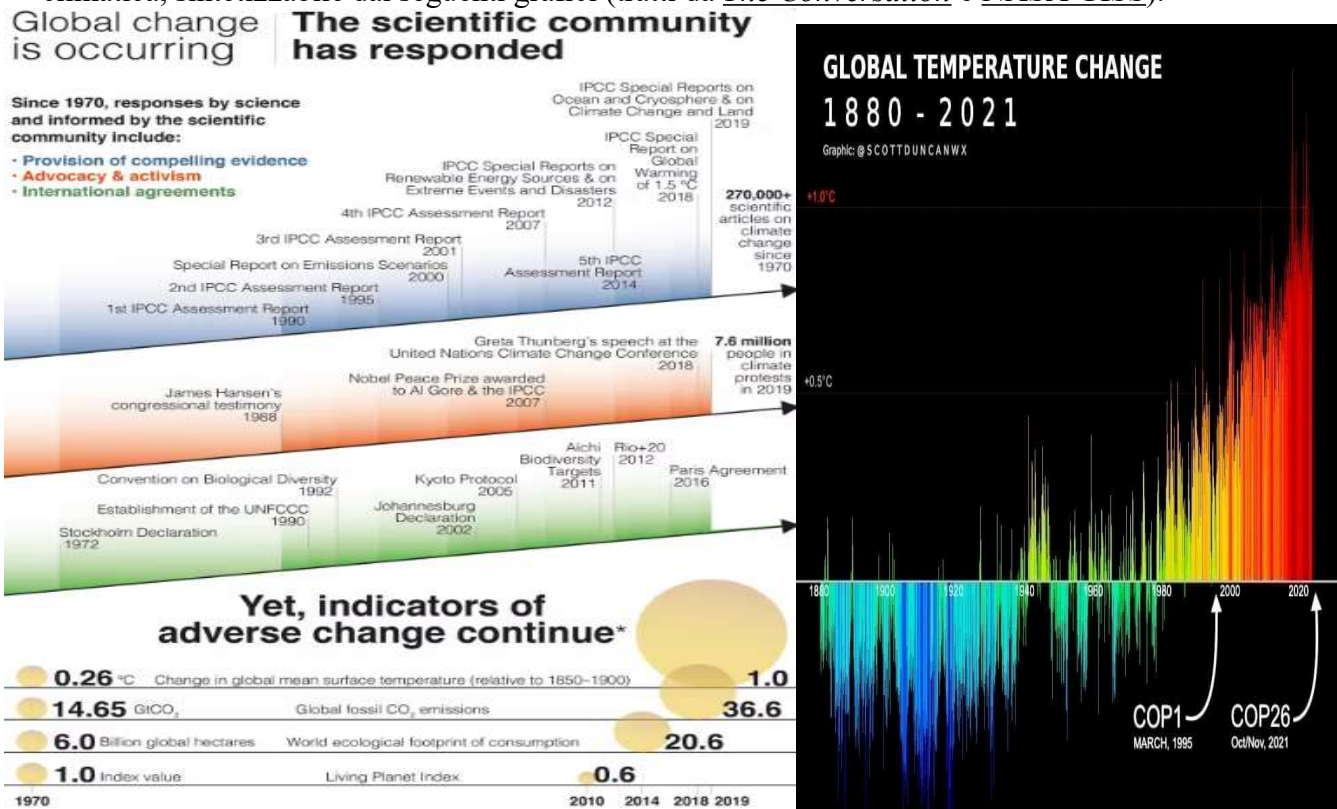 climatica, sintetizzabile dai seguenti grafici (tratti da The Conversation e NASA GISS):
Global change
is occurring
The scientific community
has responded
Since 1970, responses by science
and informed by the scientific
community include:
• Provision of compelling evidence
• Advocacy & activism
• International agreements
IPCC Special Reports on
Ocean and Cryosphere & on
Climate Change and Land
2019
IPCC Special
Report on
Global
Warming
of 1.5 °C
2018
IPCC Special Reports on
Renewable Energy Sources & on
Extreme Events and Disasters
2012
4th IPCC Assessment Report
2007
3rd IPCC Assessment Report
2001
Special Report on Emissions Scenarios
2000
2nd IPCC Assessment Report
1995
1st IPCC Assessment Report
1990
5th IPCC
Assessment Report
2014
270,000+
scientific
articles on
climate
change
since
1970
Greta Thunberg's speech at the
United Nations Climate Change Conference
2018
Nobel Peace Prize awarded
to Al Gore & the IPCC
2007
James Hansen's
congressional testimony
1988
7.6 million
people in
climate
protests
in 2019
Convention on Biological Diversity
1992
Establishment of the UNFCCC
1990
Stockholm Declaration
1972
Kyoto Protocol
2005
Johannesburg
Declaration
2002
Aichi
Biodiversity
Targets
2011
Rio+20
2012
Paris Agreement
2016
Yet, indicators of
adverse change continue*
0.26 °C Change in global mean surface temperature (relative to 1850–1900) 1.0
14.65 GtCO₂ Global fossil CO₂ emissions 36.6
6.0 Billion global hectares World ecological footprint of consumption 20.6
1.0 Index value Living Planet Index 0.6
1970 2010 2014 2018 2019
GLOBAL TEMPERATURE CHANGE
1880 - 2021
Graphic: @SCOTTDUNCANWX
+1.0°C
+0.5°C
1880 1900 1920 1940 1960 1980 2000 2020
COP1
MARCH, 1995
COP26
Oct/Nov, 2021